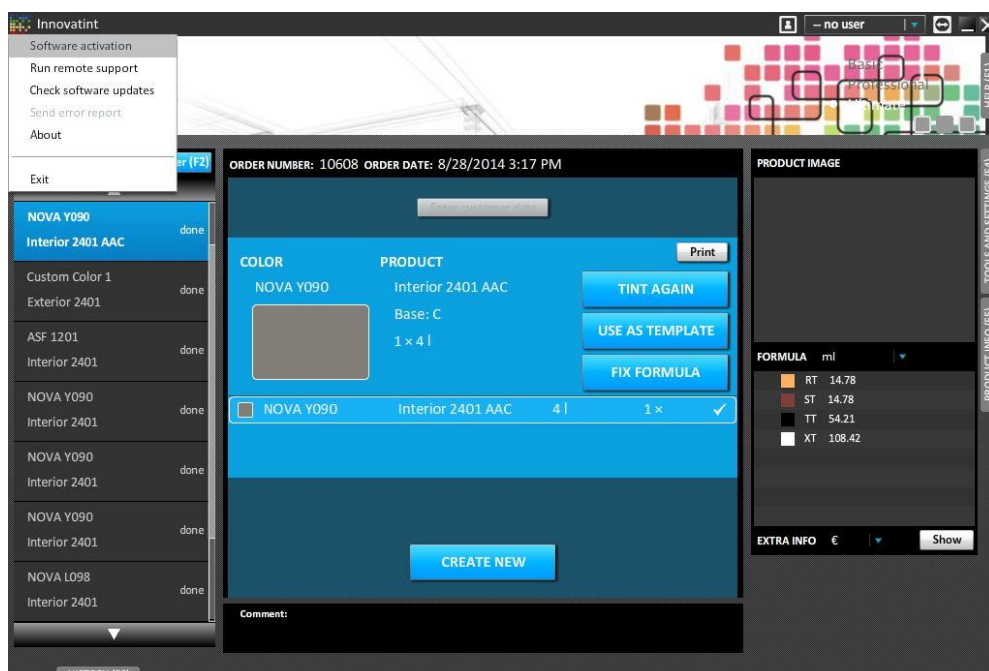 Innovatint
-- no user
Software activation
Run remote support
Check software updates
Send error report
About
Exit
Basic
Professional
Ultimate
HELP (F1)
er (F2)
ORDER NUMBER: 10608 ORDER DATE: 8/28/2014 3:17 PM
PRODUCT IMAGE
TOOLS AND SETTINGS (F4)
PRODUCT INFO (F5)
NOVA Y090
Interior 2401 AAC
done
Custom Color 1
Exterior 2401
done
ASF 1201
Interior 2401
done
NOVA Y090
Interior 2401
done
NOVA Y090
Interior 2401
done
NOVA Y090
Interior 2401
done
NOVA L098
Interior 2401
done
Enter customer data
Print
COLOR
PRODUCT
NOVA Y090
Interior 2401 AAC
Base: C
1 × 4 l
TINT AGAIN
USE AS TEMPLATE
FIX FORMULA
NOVA Y090 Interior 2401 AAC 4 l 1 ×
CREATE NEW
Comment:
FORMULA ml
RT 14.78
ST 14.78
TT 54.21
XT 108.42
EXTRA INFO €
Show